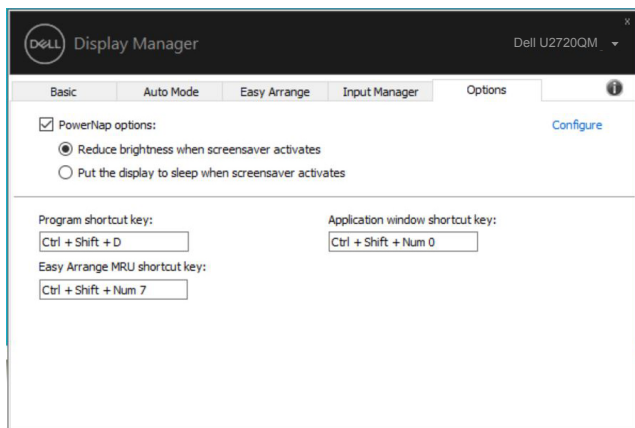 x
DELL Display Manager
Dell U2720QM
Basic Auto Mode Easy Arrange Input Manager Options
PowerNap options:
Configure
Reduce brightness when screensaver activates
Put the display to sleep when screensaver activates
Program shortcut key:
Application window shortcut key:
Ctrl + Shift + D
Ctrl + Shift + Num 0
Easy Arrange MRU shortcut key:
Ctrl + Shift + Num 7